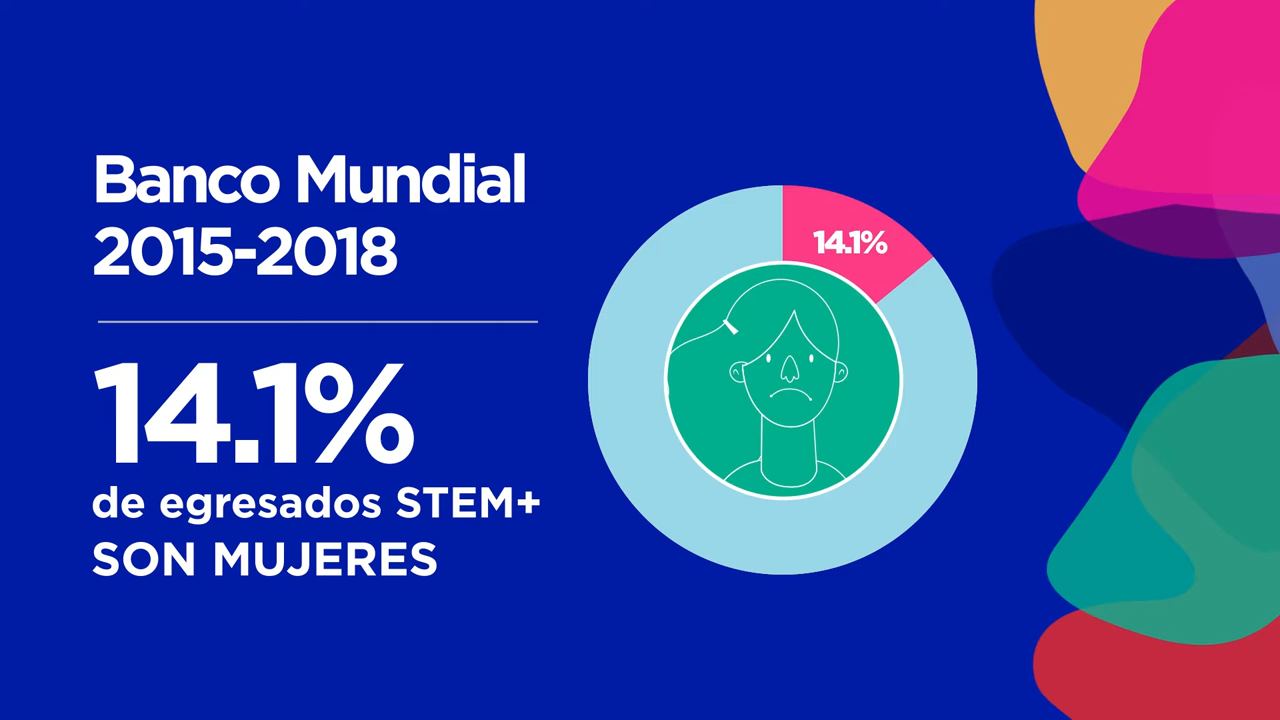 Banco Mundial
2015-2018
14.1%
de egresados STEM+
SON MUJERES
14.1%